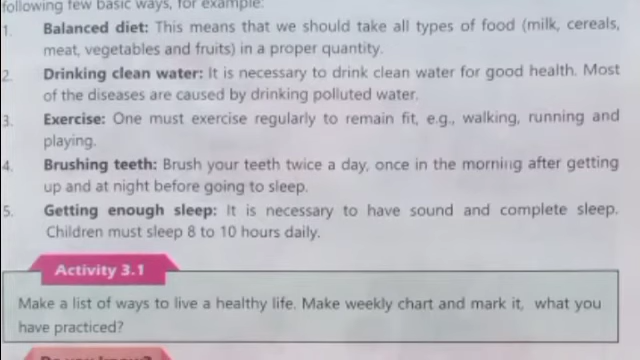 following few basic ways, for example:
1. Balanced diet: This means that we should take all types of food (milk, cereals,
meat, vegetables and fruits) in a proper quantity.
2. Drinking clean water: It is necessary to drink clean water for good health. Most
of the diseases are caused by drinking polluted water.
3. Exercise: One must exercise regularly to remain fit, e.g., walking, running and
playing.
4. Brushing teeth: Brush your teeth twice a day, once in the morning after getting
up and at night before going to sleep.
5. Getting enough sleep: It is necessary to have sound and complete sleep.
Children must sleep 8 to 10 hours daily.
Activity 3.1
Make a list of ways to live a healthy life. Make weekly chart and mark it, what you
have practiced?
Do you know?